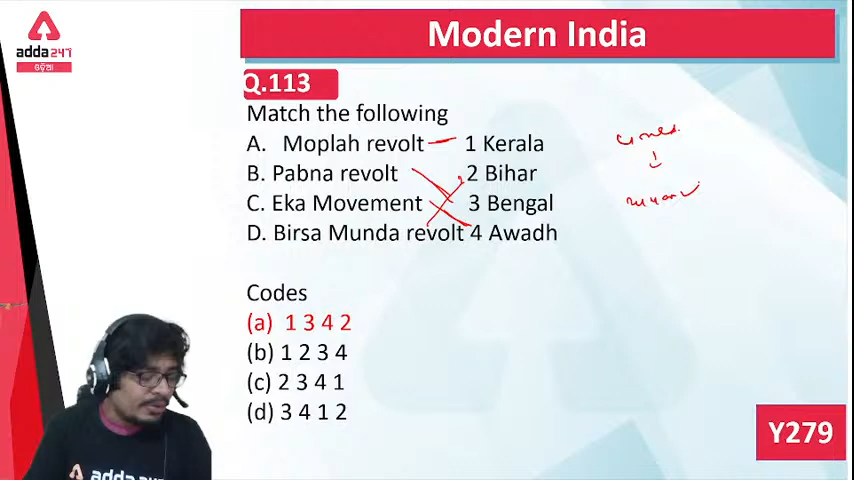 adda247
ଓଡ଼ିଆ
Modern India
Q.113
Match the following
A. Moplah revolt 1 Kerala
B. Pabna revolt 2 Bihar
C. Eka Movement 3 Bengal
D. Birsa Munda revolt 4 Awadh
Codes
(a) 1 3 4 2
(b) 1 2 3 4
(c) 2 3 4 1
(d) 3 4 1 2
adda247
Y279